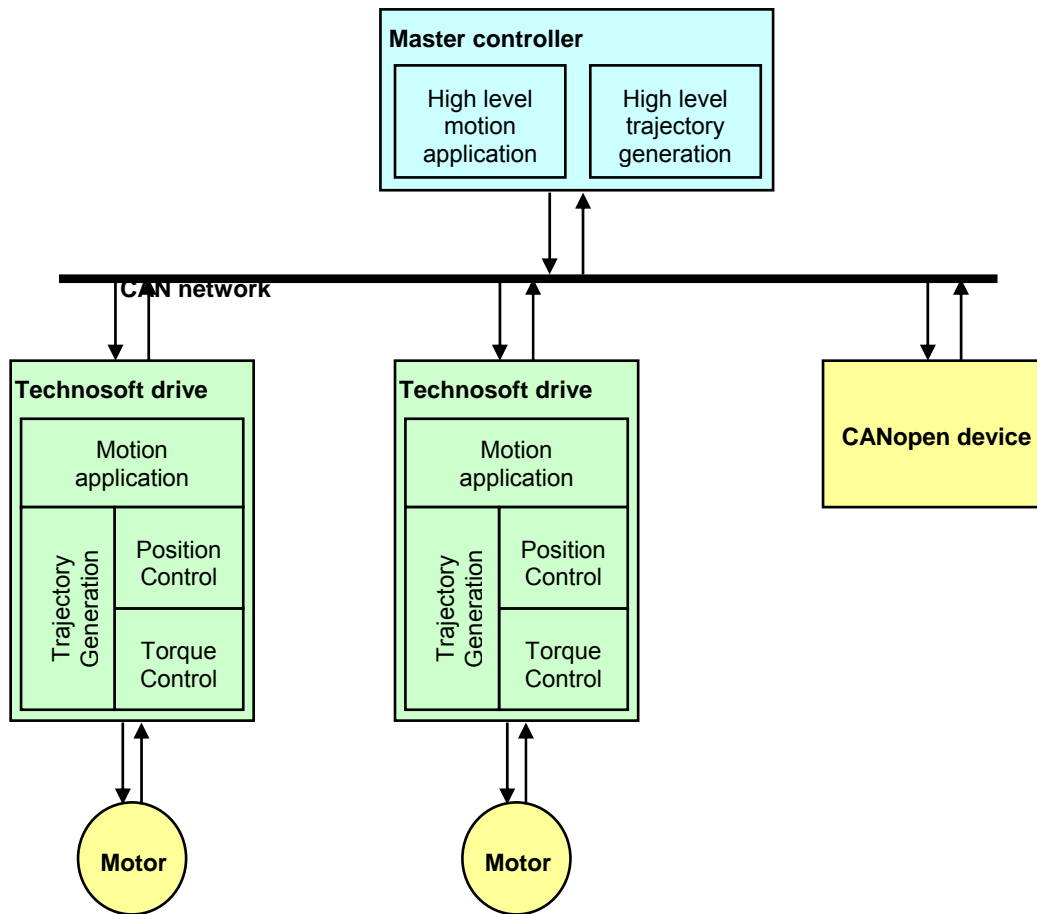 Master controller
High level
motion
application
High level
trajectory
generation
CAN network
Technosoft drive
Motion
application
Trajectory
Generation
Position
Control
Torque
Control
Motor
Technosoft drive
Motion
application
Trajectory
Generation
Position
Control
Torque
Control
Motor
CANopen device